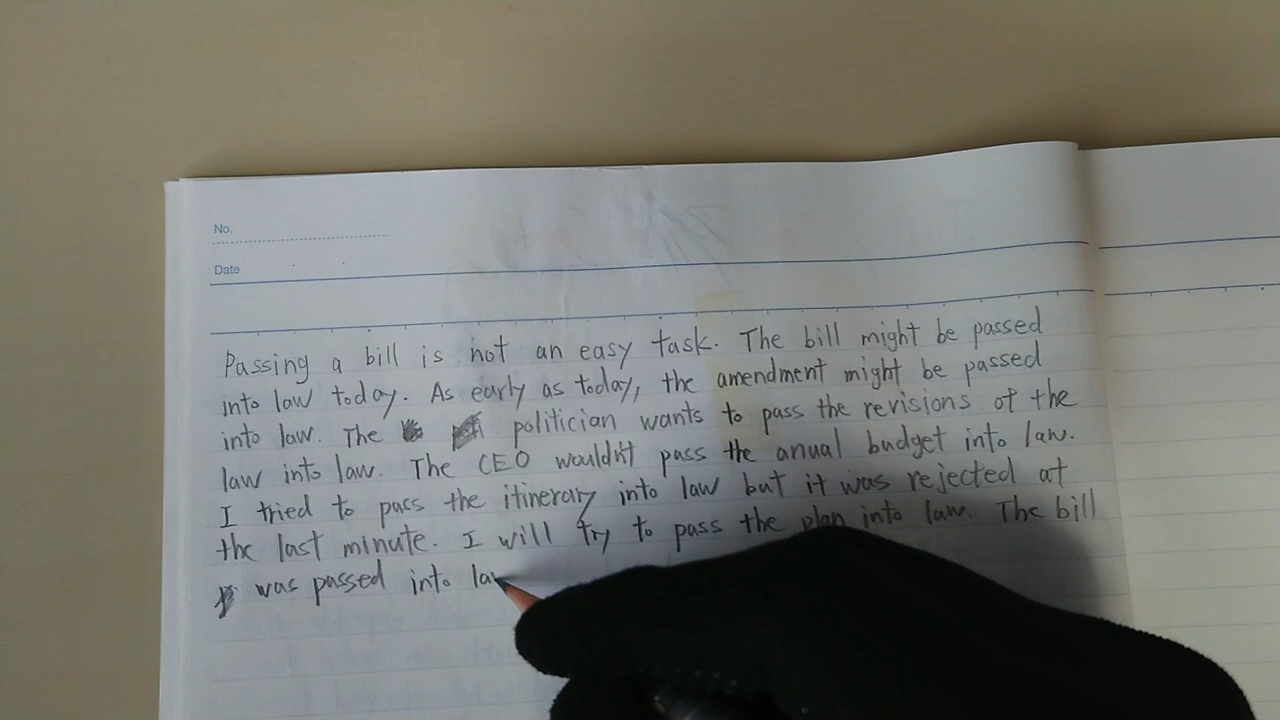 No.
Date
Passing a bill is not an easy task. The bill might be passed
into law today. As early as today, the amendment might be passed
into law. The politician wants to pass the revisions of the
law into law. The CEO wouldn't pass the anual budget into law.
I tried to pass the itinerary into law but it was rejected at
the last minute. I will try to pass the plan into law. The bill
was passed into law